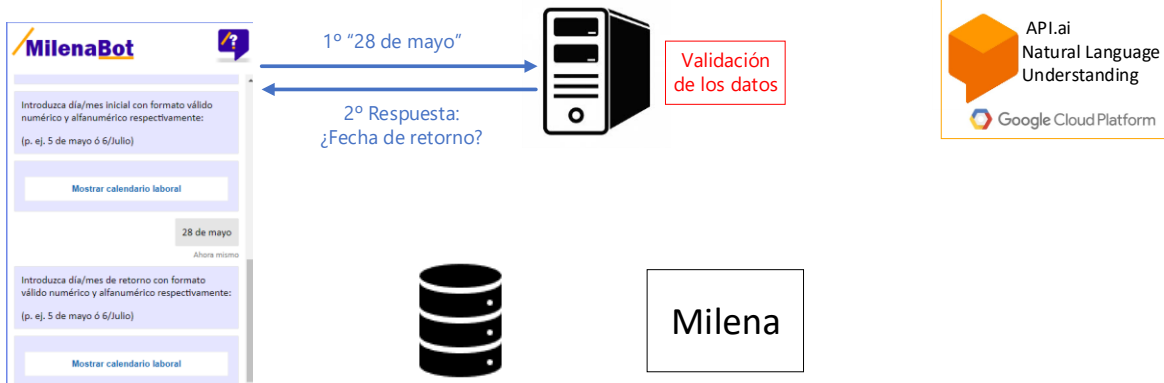 MilenaBot
Introduzca día/mes inicial con formato válido
numérico y alfanumérico respectivamente:
(p. ej. 5 de mayo ó 6/Julio)
Mostrar calendario laboral
28 de mayo
Ahora mismo
Introduzca día/mes de retorno con formato
válido numérico y alfanumérico respectivamente:
(p. ej. 5 de mayo ó 6/Julio)
Mostrar calendario laboral
1º “28 de mayo”
2º Respuesta:
¿Fecha de retorno?
Validación
de los datos
API.ai
Natural Language
Understanding
Google Cloud Platform
Milena